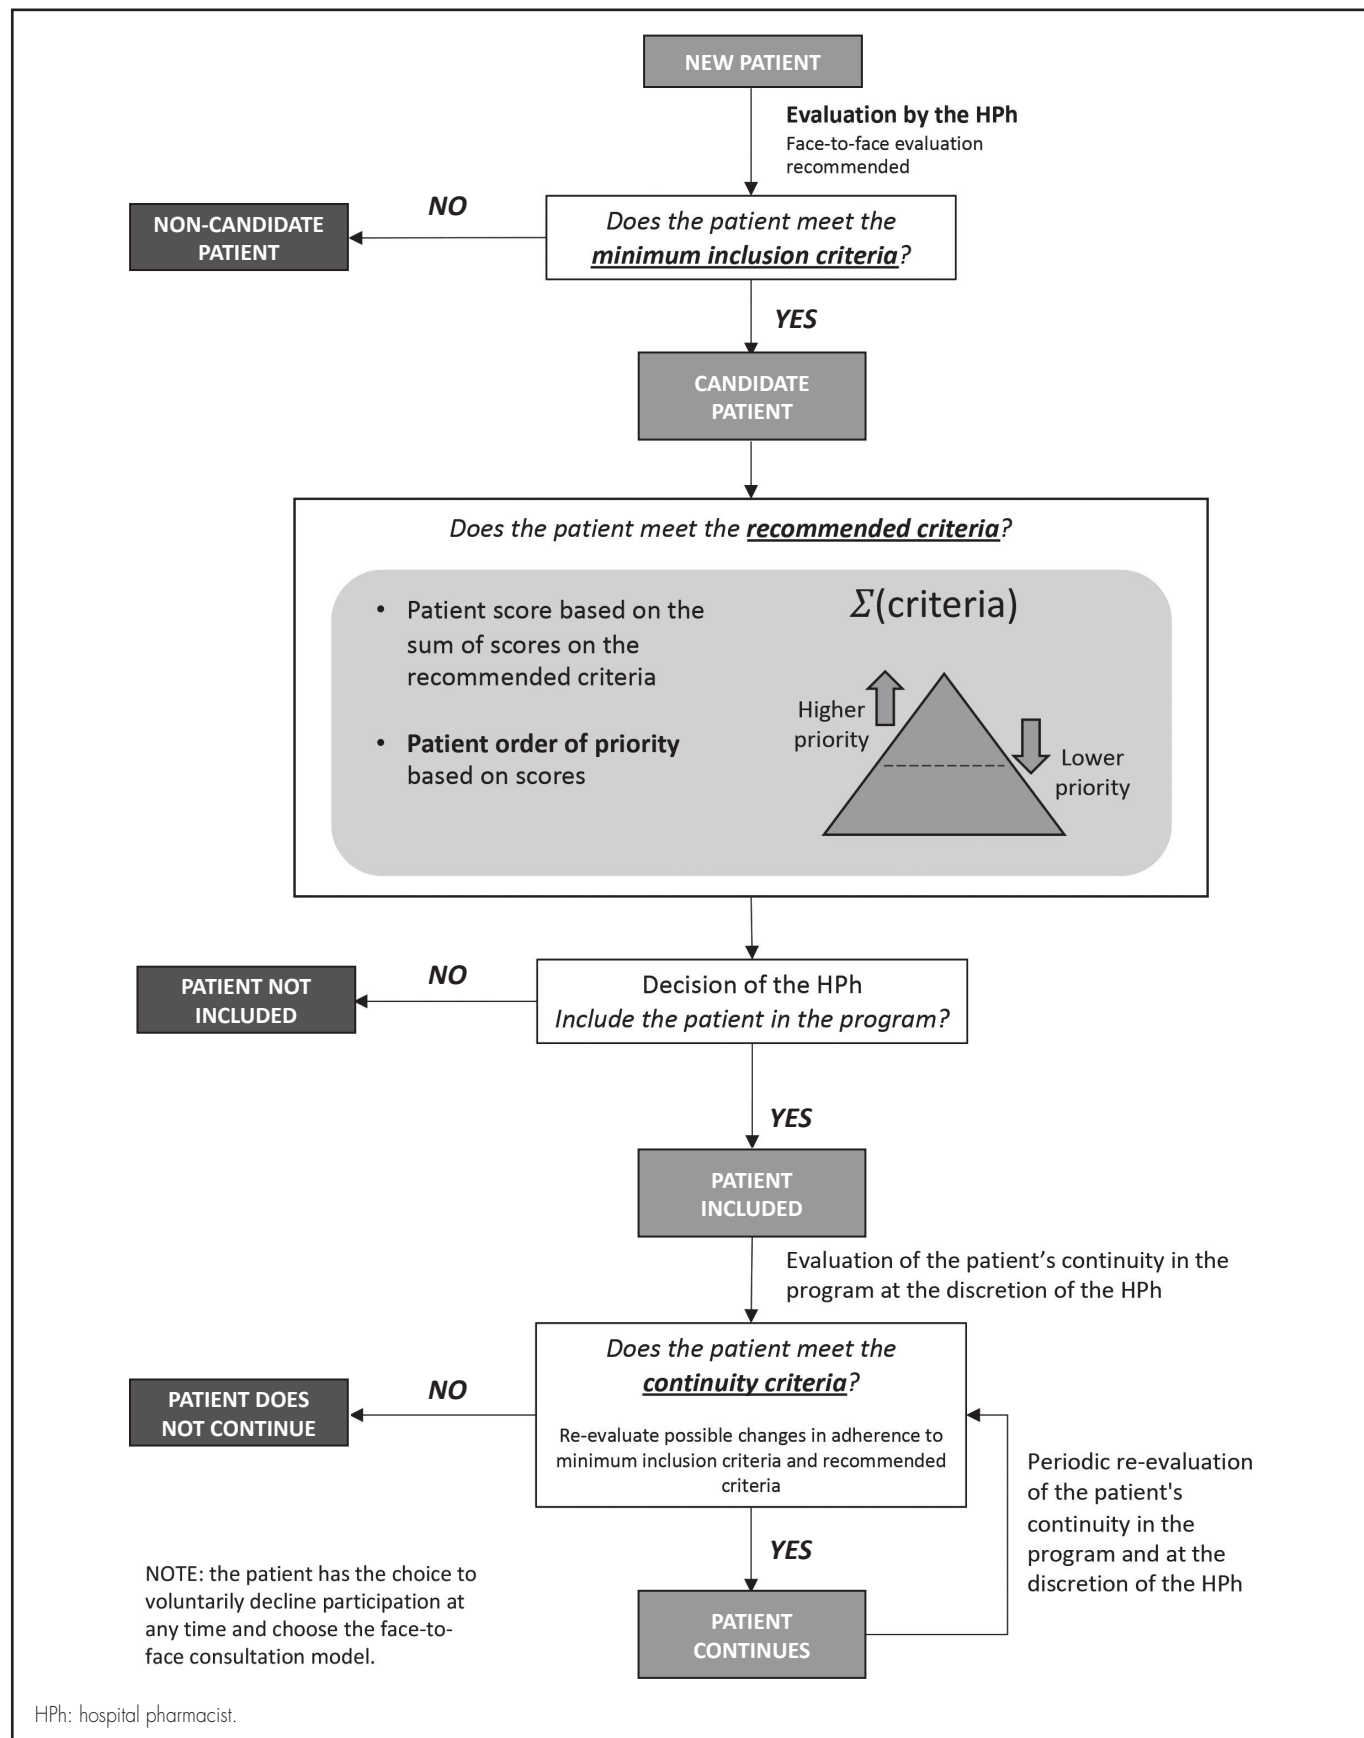 NEW PATIENT
Evaluation by the HPh
Face-to-face evaluation
recommended
NO
NON-CANDIDATE
PATIENT
Does the patient meet the
minimum inclusion criteria?
YES
CANDIDATE
PATIENT
Does the patient meet the recommended criteria?
• Patient score based on the
sum of scores on the
recommended criteria
• Patient order of priority
based on scores
Σ(criteria)
Higher
priority
Lower
priority
NO
PATIENT NOT
INCLUDED
Decision of the HPh
Include the patient in the program?
YES
PATIENT
INCLUDED
Evaluation of the patient’s continuity in the
program at the discretion of the HPh
Does the patient meet the
continuity criteria?
Re-evaluate possible changes in adherence to
minimum inclusion criteria and recommended
criteria
NO
PATIENT DOES
NOT CONTINUE
Periodic re-evaluation
of the patient's
continuity in the
program and at the
discretion of the HPh
YES
PATIENT
CONTINUES
NOTE: the patient has the choice to
voluntarily decline participation at
any time and choose the face-to-
face consultation model.
HPh: hospital pharmacist.